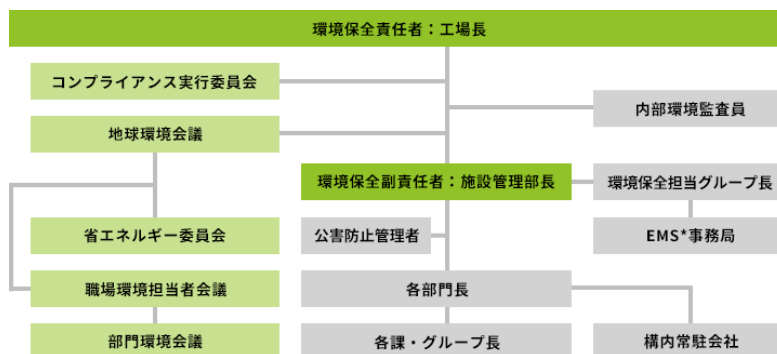 環境保全責任者：工場長
コンプライアンス実行委員会
内部環境監査員
地球環境会議
環境保全副責任者：施設管理部長
環境保全担当グループ長
省エネルギー委員会
公害防止管理者
EMS*事務局
職場環境担当者会議
各部門長
部門環境会議
各課・グループ長
構内常駐会社